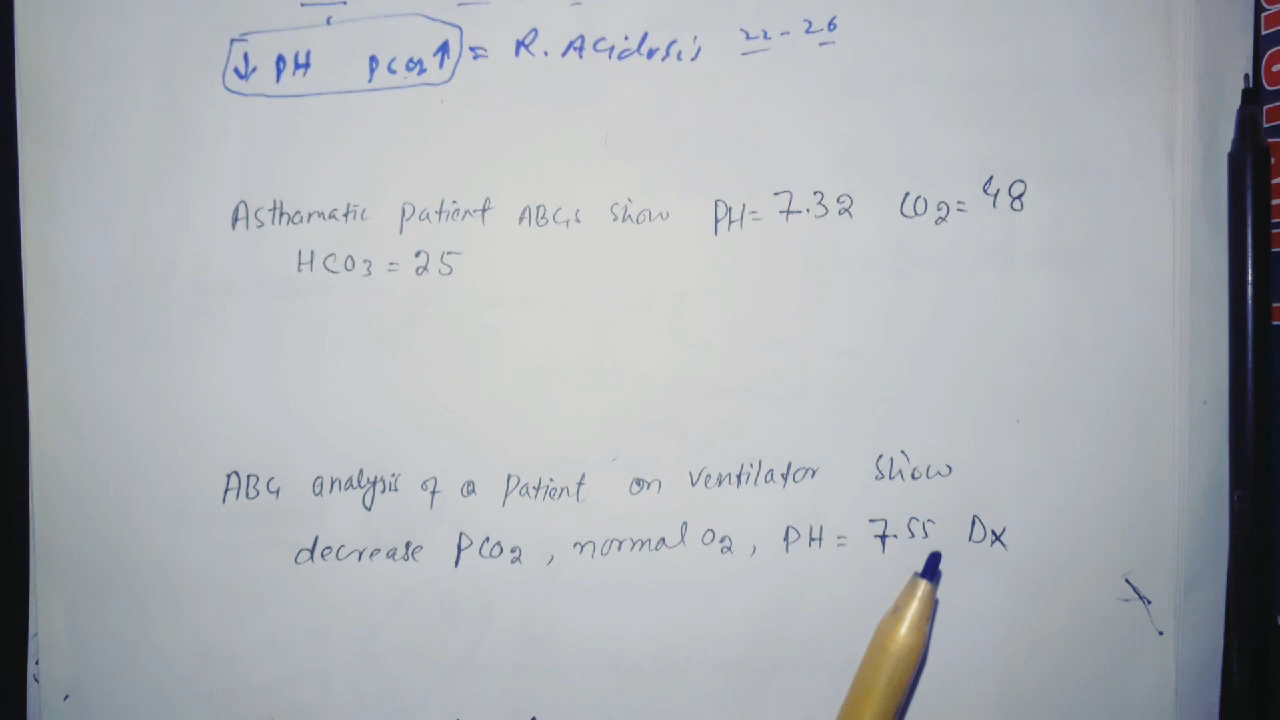 ↓ PH PCO2 ↑ = R. Acidosis 22-26
Asthamatic patient ABGs show PH= 7.32 CO2= 48
HCO3 = 25
ABG analysis of a patient on ventilator show
decrease PCO2, normal O2, PH= 7.55 Dx